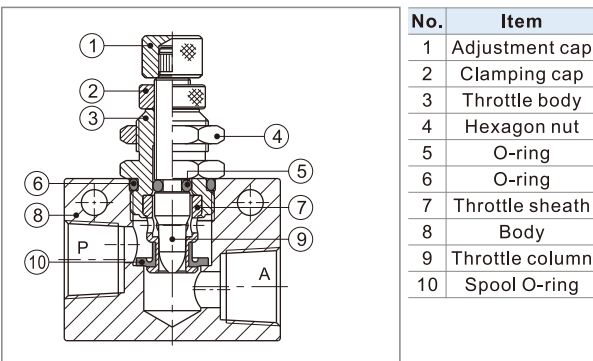 1
2
3
4
5
6
7
8
9
10
P
A
No. Item
1 Adjustment cap
2 Clamping cap
3 Throttle body
4 Hexagon nut
5 O-ring
6 O-ring
7 Throttle sheath
8 Body
9 Throttle column
10 Spool O-ring